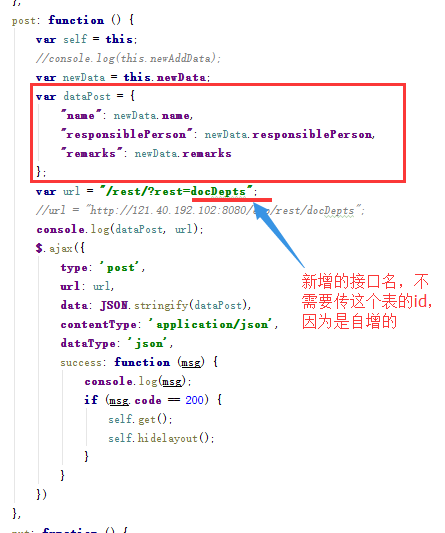 post: function () {
var self = this;
//console.log(this.newAddData);
var newData = this.newData;
var dataPost = {
"name": newData.name,
"responsiblePerson": newData.responsiblePerson,
"remarks": newData.remarks
};
var url = "/rest/?rest=docDepts";
//url = "http://121.40.192.102:8080/ /rest/docDepts";
console.log(dataPost, url);
$.ajax({
type: 'post',
url: url,
data: JSON.stringify(dataPost),
contentType: 'application/json',
dataType: 'json',
success: function (msg) {
console.log(msg);
if (msg.code == 200) {
self.get();
self.hidelayout();
}
}
})
},
新增的接口名，不
需要传这个表的id，
因为是自增的
put: function () {